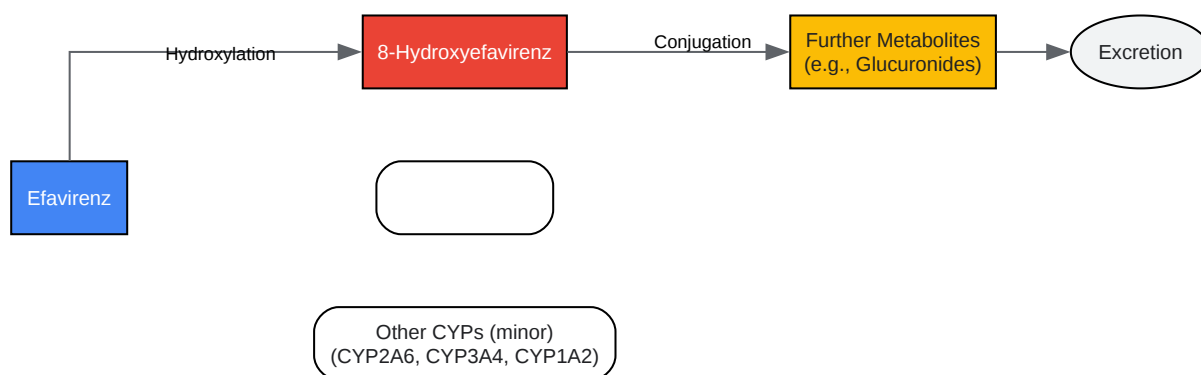 Hydroxylation
8-Hydroxyefavirenz
Conjugation
Further Metabolites
(e.g., Glucuronides)
Excretion
Efavirenz
Other CYPs (minor)
(CYP2A6, CYP3A4, CYP1A2)